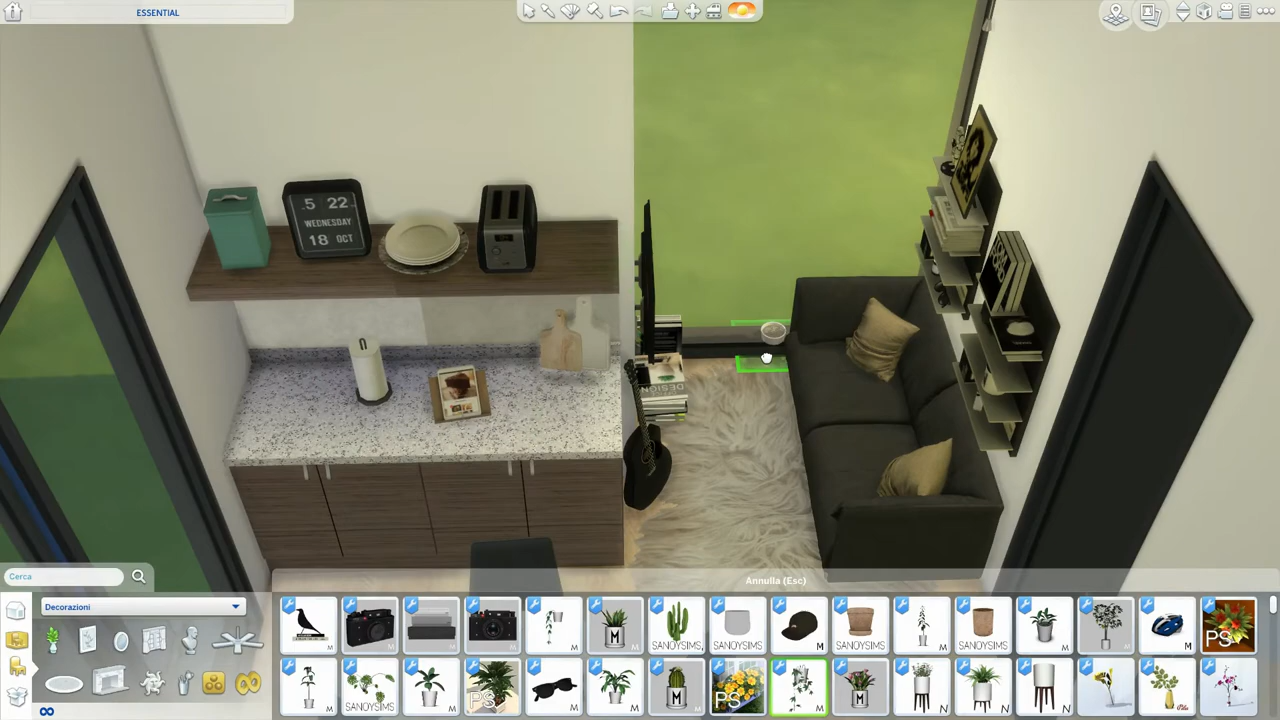 ESSENTIAL
5 22
WEDNESDAY
18 OCT
DESIGN
Annulla (Esc)
Cerca
Decorazioni
M
M
M
M
M
M
SANOYSIMS
SANOYSIMS
M
SANOYSIMS
M
SANOYSIMS
M
M
M
PS
M
SANOYSIMS
M
PS
M
M
M
M
PS
M
M
N
N
N